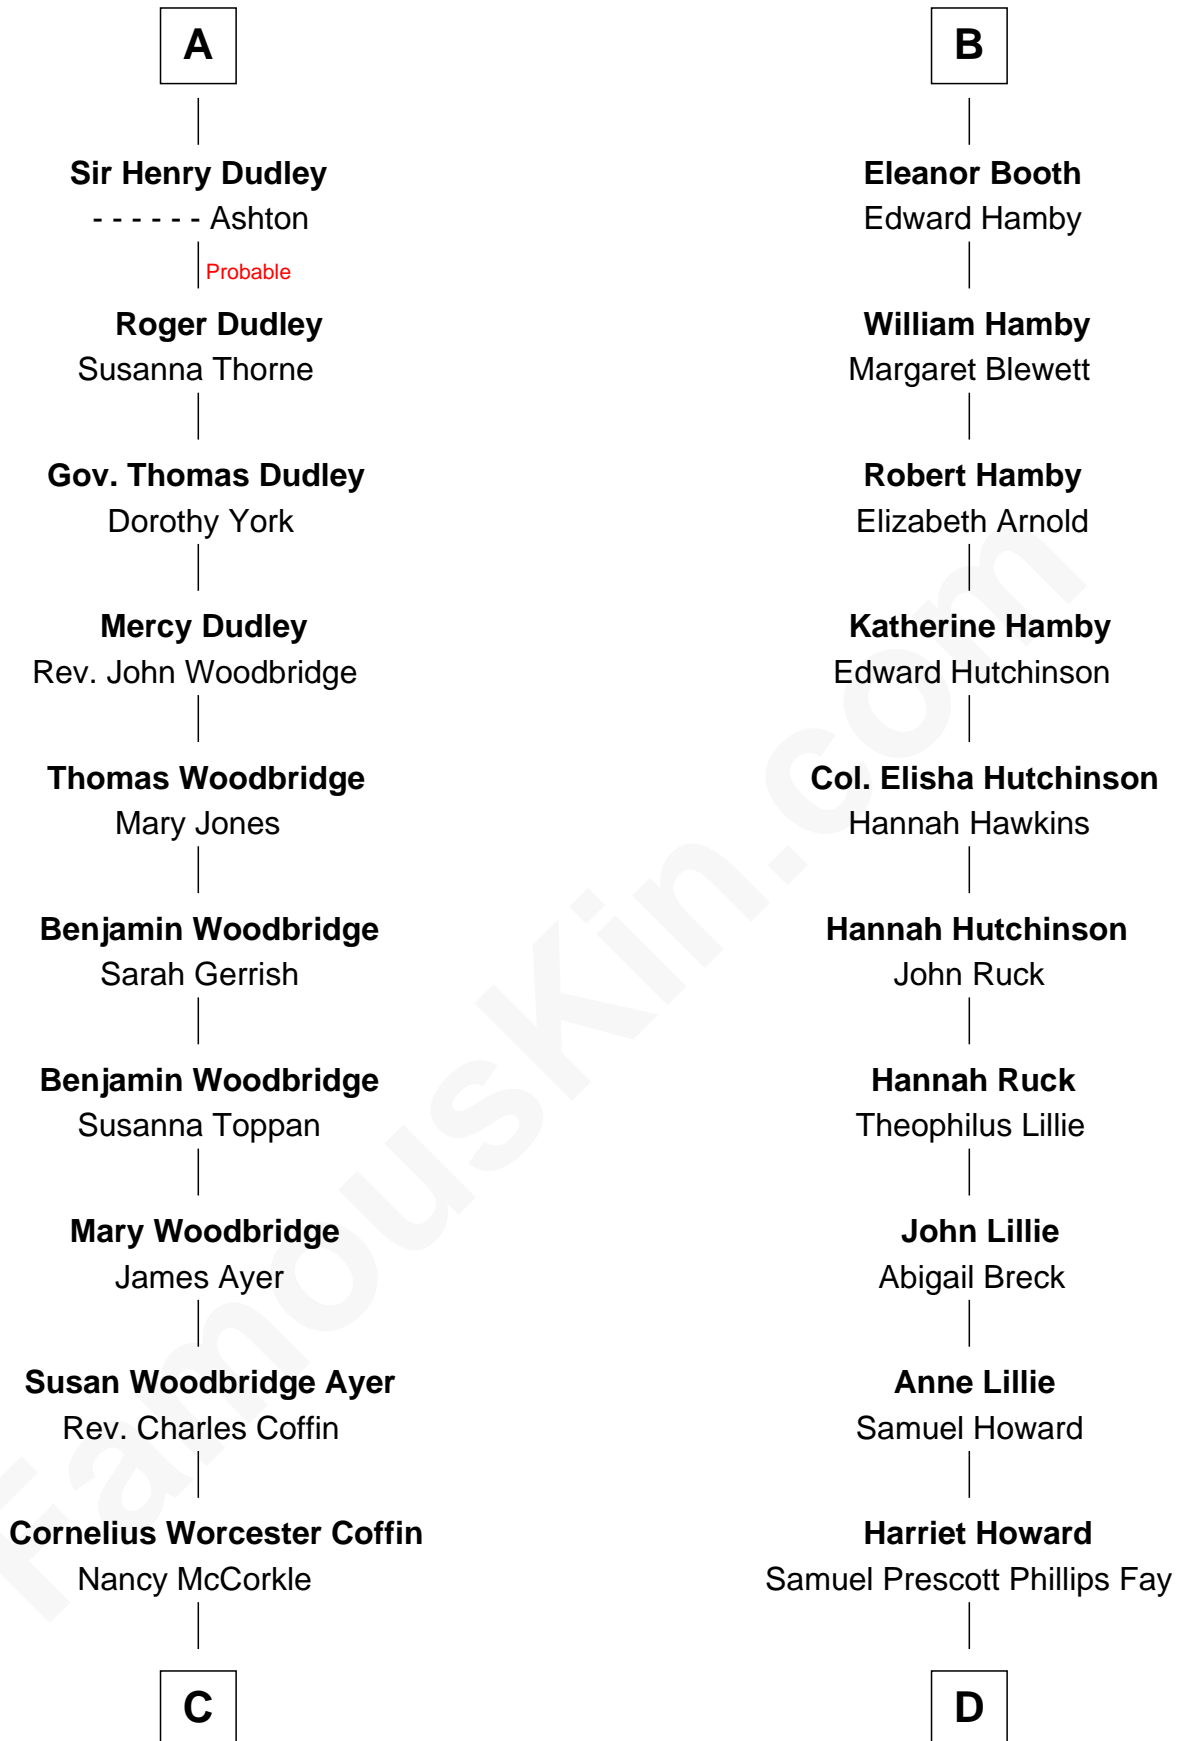 A
Sir Henry Dudley
- - - - - - Ashton
Probable
Roger Dudley
Susanna Thorne
Gov. Thomas Dudley
Dorothy York
Mercy Dudley
Rev. John Woodbridge
Thomas Woodbridge
Mary Jones
Benjamin Woodbridge
Sarah Gerrish
Benjamin Woodbridge
Susanna Toppan
Mary Woodbridge
James Ayer
Susan Woodbridge Ayer
Rev. Charles Coffin
Cornelius Worcester Coffin
Nancy McCorkle
C
B
Eleanor Booth
Edward Hamby
William Hamby
Margaret Blewett
Robert Hamby
Elizabeth Arnold
Katherine Hamby
Edward Hutchinson
Col. Elisha Hutchinson
Hannah Hawkins
Hannah Hutchinson
John Ruck
Hannah Ruck
Theophilus Lillie
John Lillie
Abigail Breck
Anne Lillie
Samuel Howard
Harriet Howard
Samuel Prescott Phillips Fay
D
FamousKin.com